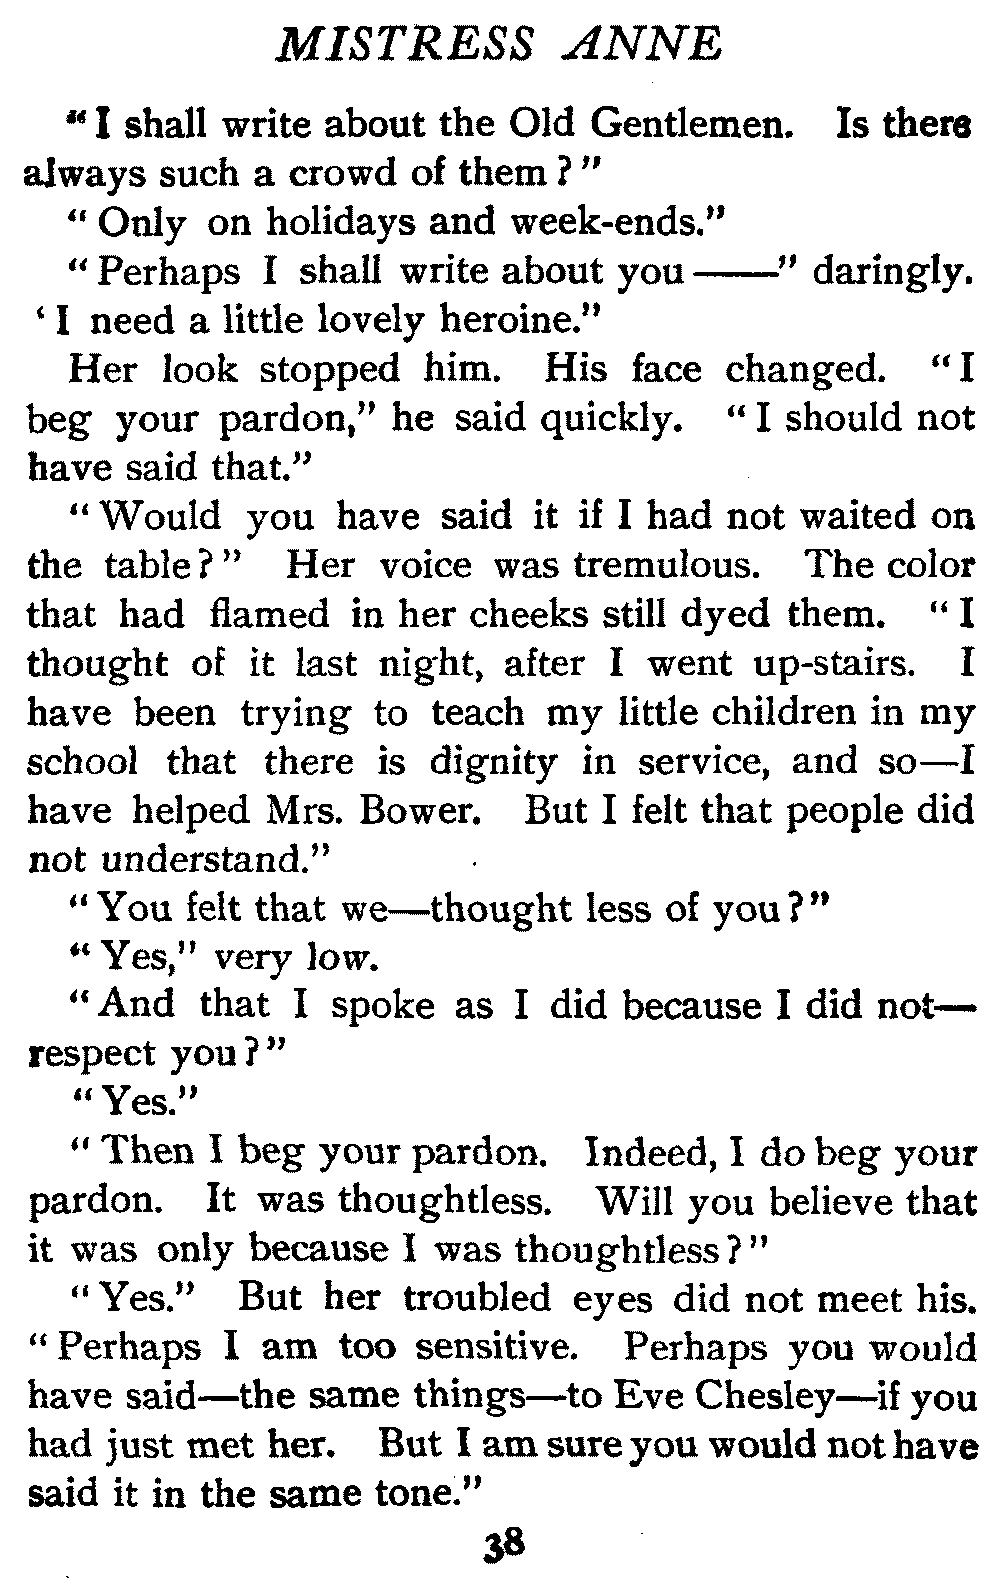 MISTRESS ANNE
“I shall write about the Old Gentlemen. Is there
always such a crowd of them?”
“Only on holidays and week-ends.”
“Perhaps I shall write about you——” daringly.
‘I need a little lovely heroine.”
Her look stopped him. His face changed. “I
beg your pardon,” he said quickly. “I should not
have said that.”
“Would you have said it if I had not waited on
the table?” Her voice was tremulous. The color
that had flamed in her cheeks still dyed them. “I
thought of it last night, after I went up-stairs. I
have been trying to teach my little children in my
school that there is dignity in service, and so—I
have helped Mrs. Bower. But I felt that people did
not understand.”
“You felt that we—thought less of you?”
“Yes,” very low.
“And that I spoke as I did because I did not—
respect you?”
“Yes.”
“Then I beg your pardon. Indeed, I do beg your
pardon. It was thoughtless. Will you believe that
it was only because I was thoughtless?”
“Yes.” But her troubled eyes did not meet his.
“Perhaps I am too sensitive. Perhaps you would
have said—the same things—to Eve Chesley—if you
had just met her. But I am sure you would not have
said it in the same tone.”
38